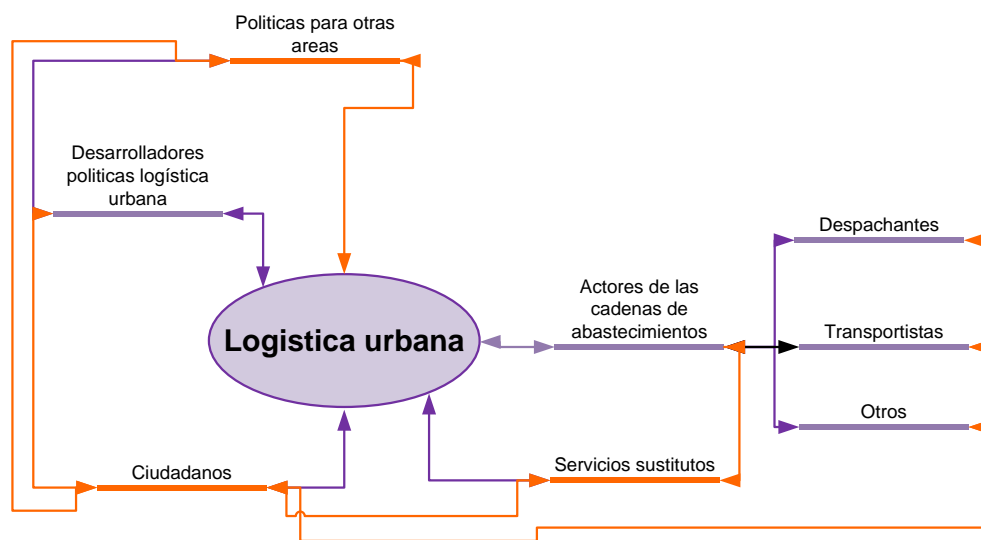 Politicas para otras
areas
Desarrolladores
politicas logística
urbana
Despachantes
Actores de las
cadenas de
abastecimientos
Logistica urbana
Transportistas
Otros
Ciudadanos
Servicios sustitutos